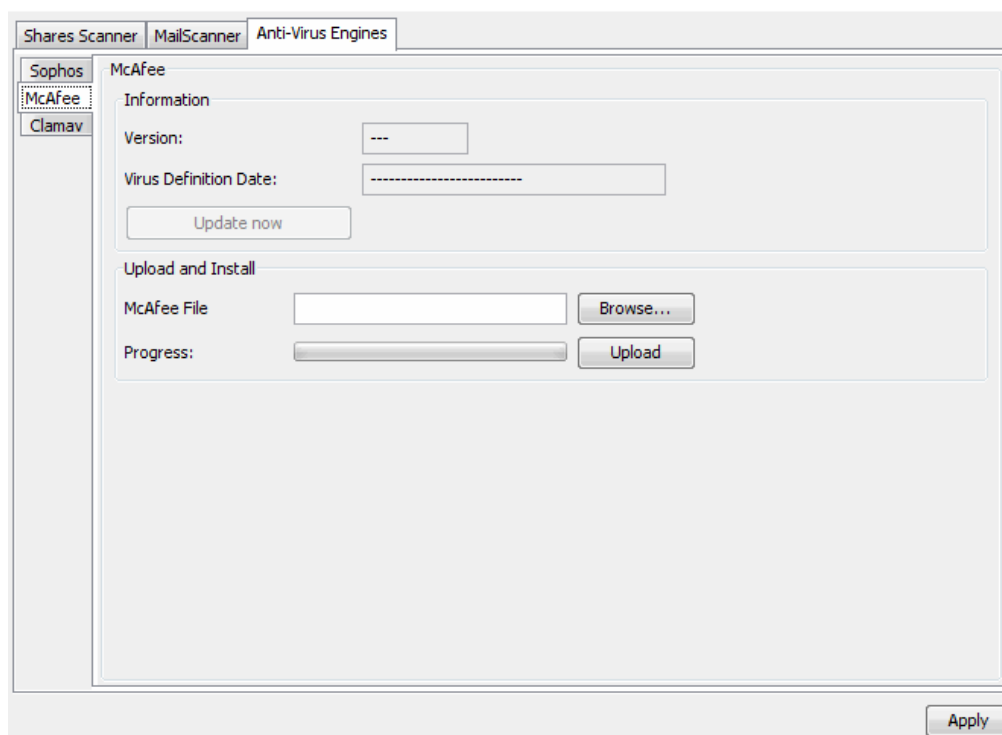 Shares Scanner MailScanner Anti-Virus Engines
Sophos
McAfee
Clamav
McAfee
Information
Version: ---
Virus Definition Date: -------------------------
Update now
Upload and Install
McAfee File Browse...
Progress: Upload
Apply